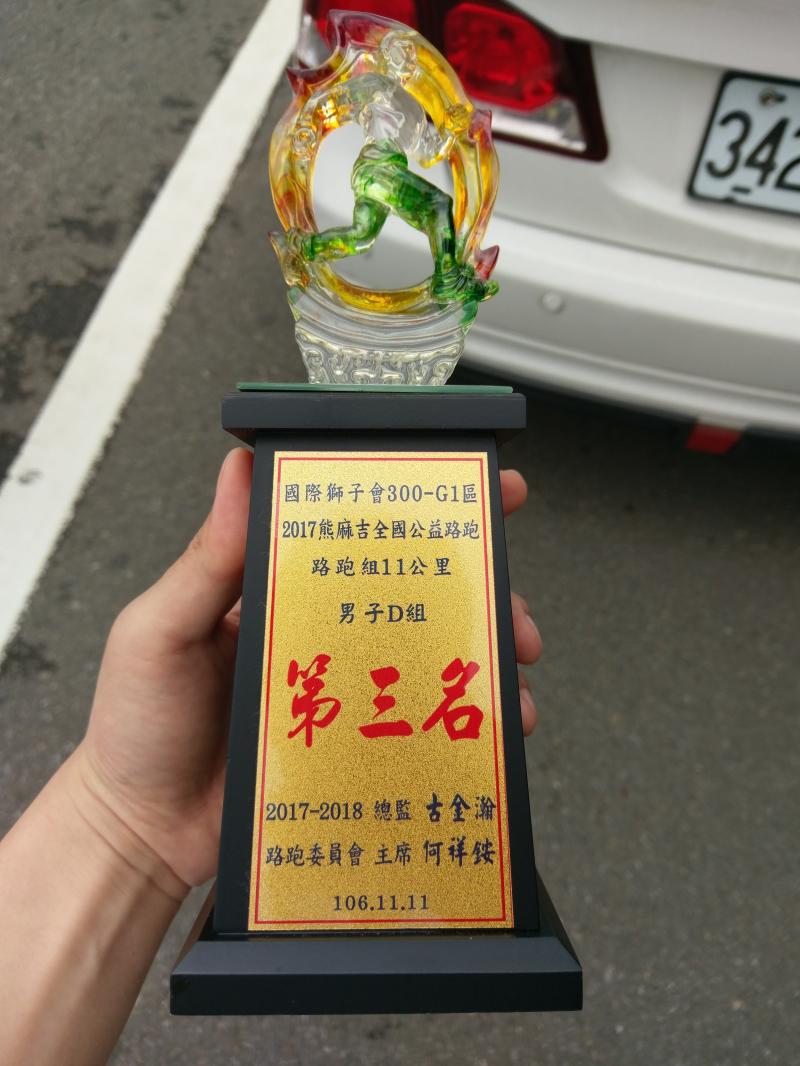 國際獅子會300-G1區
2017熊麻吉全國公益路跑
路跑組11公里
男子D組
第三名
2017-2018 總監 古金瀚
路跑委員會 主席 何祥銨
106.11.11
342